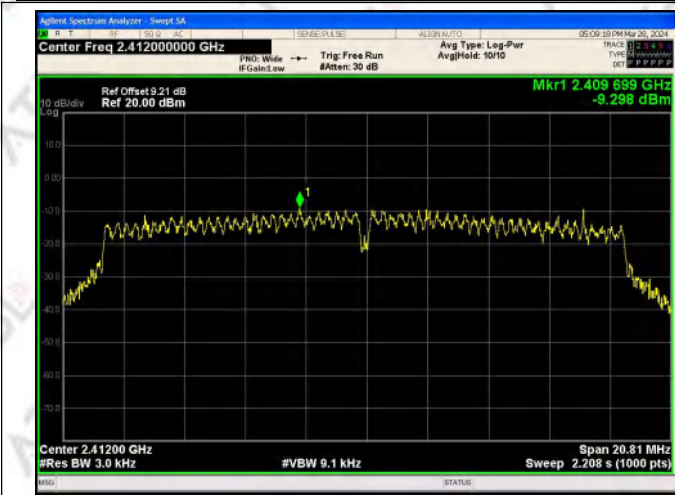 Agilent Spectrum Analyzer - Swept SA
R T RF 50 Ω AC SENSE:PULSE ALIGN AUTO 05:09:18 PM Mar 28, 2024
Center Freq 2.412000000 GHz Avg Type: Log-Pwr TRACE 1 2 3 4 5 6
PNO: Wide Trig: Free Run Avg|Hold: 10/10 TYPE
IFGain:Low #Atten: 30 dB DET P P P P P P
Mkr1 2.409 699 GHz
Ref Offset 9.21 dB
10 dB/div Ref 20.00 dBm -9.298 dBm
Log
10.0
0.00
1
-10.0
-20.0
-30.0
-40.0
-50.0
-60.0
-70.0
Center 2.41200 GHz Span 20.81 MHz
#Res BW 3.0 kHz #VBW 9.1 kHz Sweep 2.208 s (1000 pts)
MSG STATUS